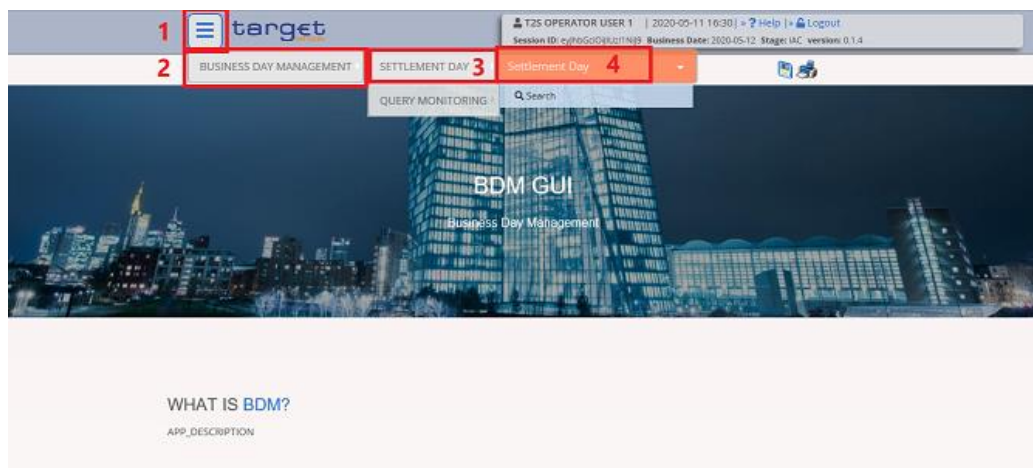 1
target
T2S OPERATOR USER 1 | 2020-05-11 16:30 | » ? Help | » Logout
Business Date: 2020-05-12 Stage: IAC version: 0.1.4
Session ID:
2
BUSINESS DAY MANAGEMENT
SETTLEMENT DAY 3
Settlement Day 4
QUERY MONITORING
Search
BDM GUI
Business Day Management
WHAT IS BDM?
APP_DESCRIPTION